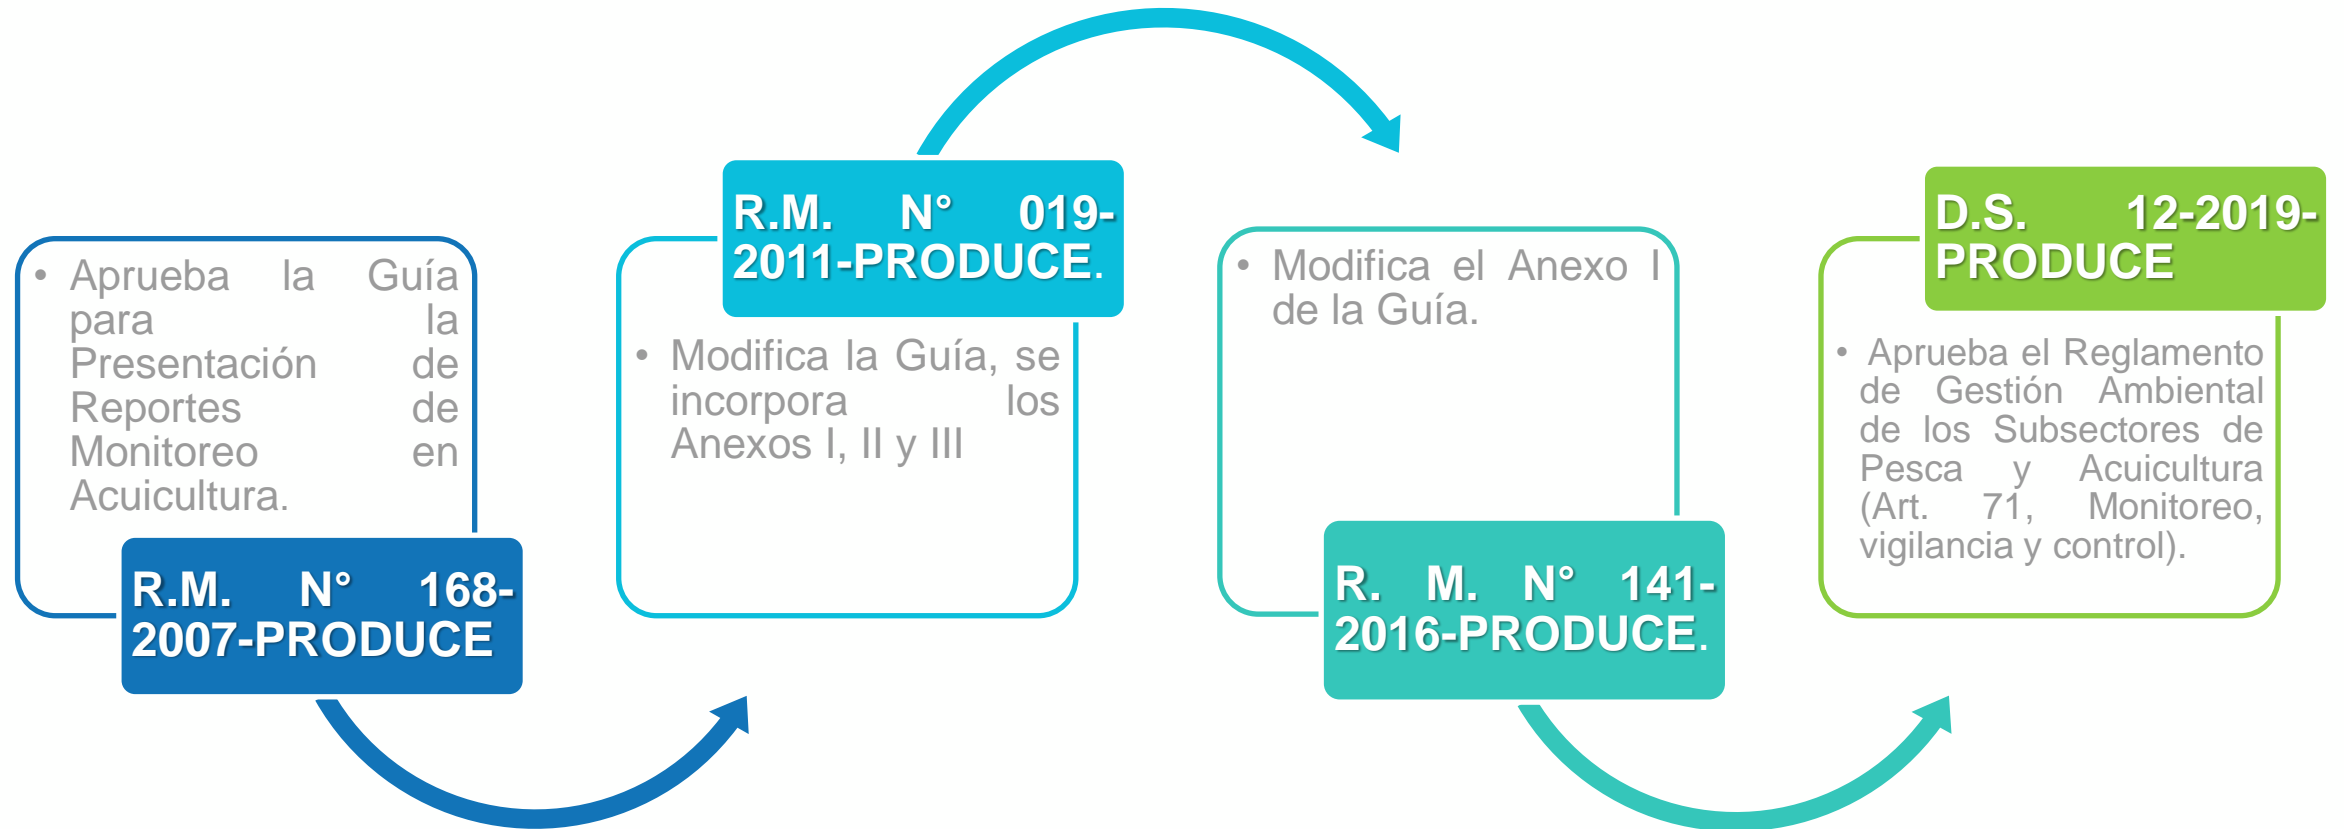 • Aprueba la Guía
para la
Presentación de
Reportes de
Monitoreo en
Acuicultura.
R.M. N° 168-
2007-PRODUCE
R.M. N° 019-
2011-PRODUCE.
• Modifica la Guía, se
incorpora los
Anexos I, II y III
• Modifica el Anexo I
de la Guía.
R. M. N° 141-
2016-PRODUCE.
D.S. 12-2019-
PRODUCE
• Aprueba el Reglamento
de Gestión Ambiental
de los Subsectores de
Pesca y Acuicultura
(Art. 71, Monitoreo,
vigilancia y control).